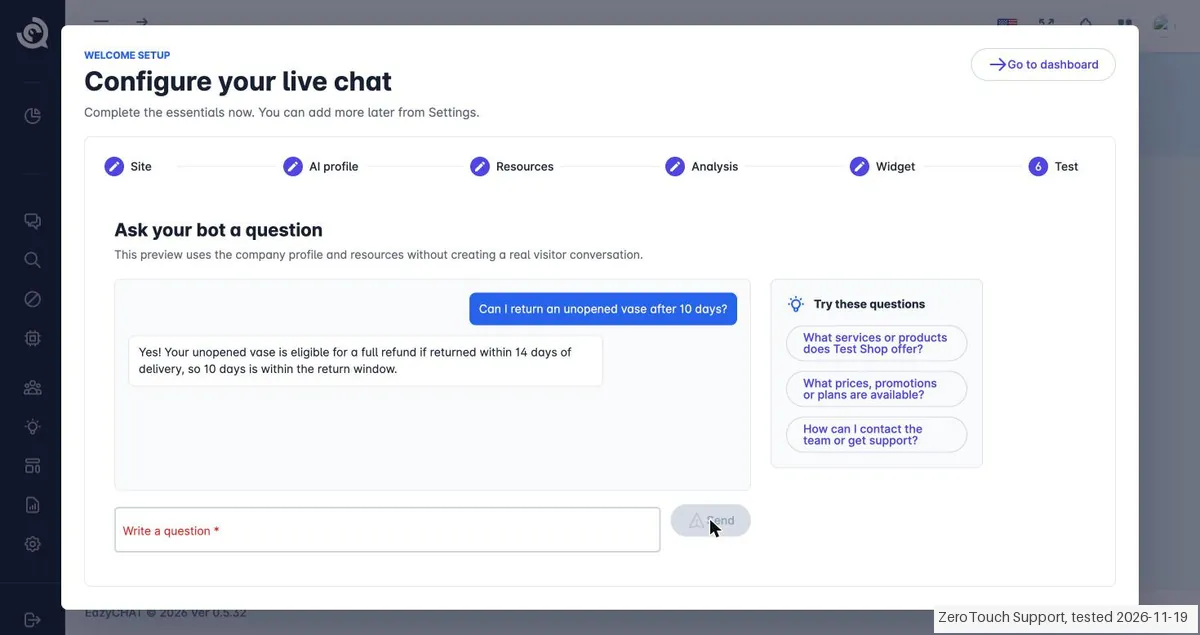 WELCOME SETUP
Configure your live chat
Go to dashboard
Complete the essentials now. You can add more later from Settings.
Site
AI profile
Resources
Analysis
Widget
6 Test
Ask your bot a question
This preview uses the company profile and resources without creating a real visitor conversation.
Can I return an unopened vase after 10 days?
Yes! Your unopened vase is eligible for a full refund if returned within 14 days of
delivery, so 10 days is within the return window.
Try these questions
What services or products
does Test Shop offer?
What prices, promotions
or plans are available?
How can I contact the
team or get support?
Write a question *
Send
EazyCHAT © 2026 Ver 0.5.32
ZeroTouch Support, tested 2026-11-19